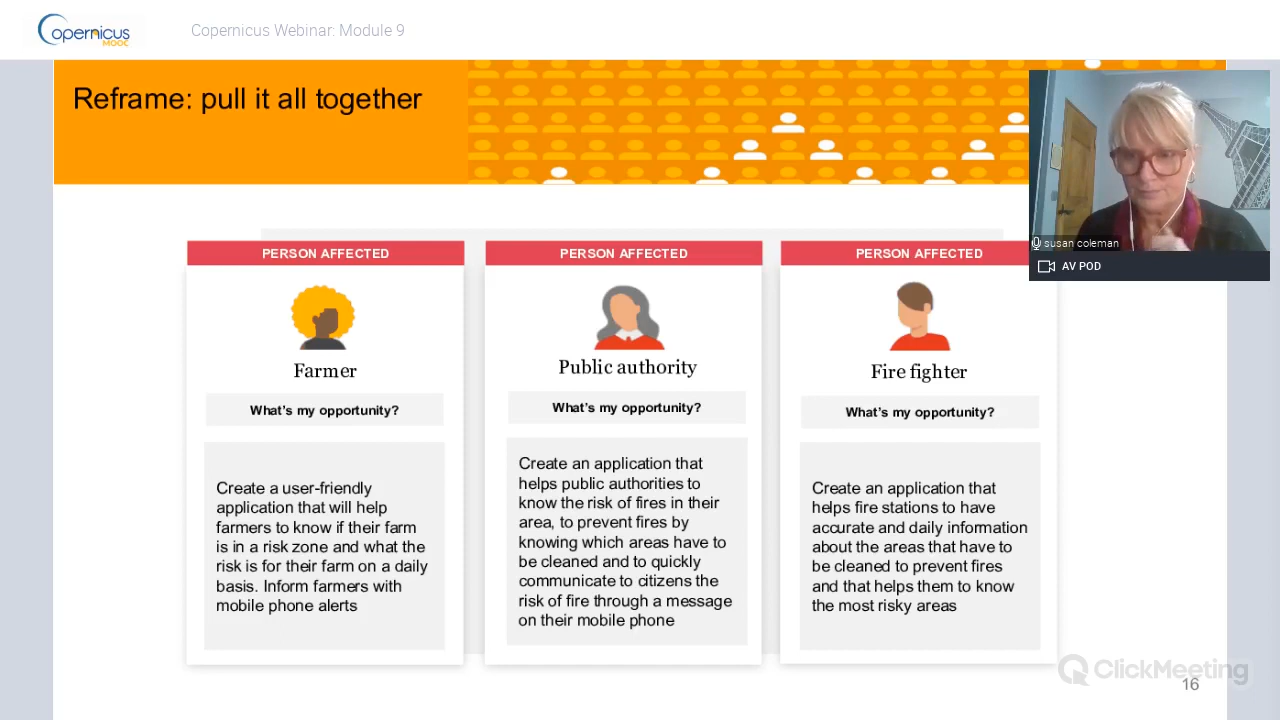 Copernicus
MOOC
Copernicus Webinar: Module 9
Reframe: pull it all together
susan coleman
AV POD
PERSON AFFECTED
Farmer
What's my opportunity?
Create a user-friendly
application that will help
farmers to know if their farm
is in a risk zone and what the
risk is for their farm on a daily
basis. Inform farmers with
mobile phone alerts
PERSON AFFECTED
Public authority
What's my opportunity?
Create an application that
helps public authorities to
know the risk of fires in their
area, to prevent fires by
knowing which areas have to
be cleaned and to quickly
communicate to citizens the
risk of fire through a message
on their mobile phone
PERSON AFFECTED
Fire fighter
What's my opportunity?
Create an application that
helps fire stations to have
accurate and daily information
about the areas that have to
be cleaned to prevent fires
and that helps them to know
the most risky areas
ClickMeeting
16